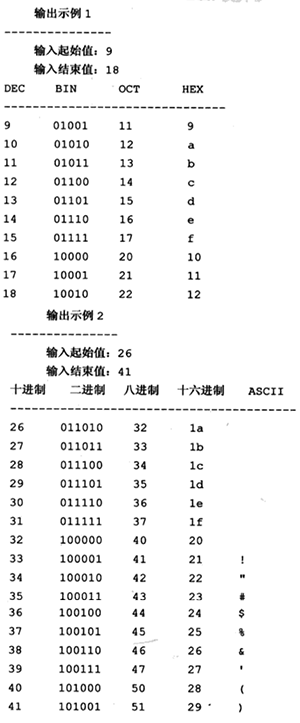 输出示例 1
---------------
输入起始值: 9
输入结束值: 18
DEC BIN OCT HEX
-------------------------------
9 01001 11 9
10 01010 12 a
11 01011 13 b
12 01100 14 c
13 01101 15 d
14 01110 16 e
15 01111 17 f
16 10000 20 10
17 10001 21 11
18 10010 22 12
输出示例 2
---------------
输入起始值: 26
输入结束值: 41
十进制 二进制 八进制 十六进制 ASCII
----------------------------------------
26 011010 32 1a
27 011011 33 1b
28 011100 34 1c
29 011101 35 1d
30 011110 36 1e
31 011111 37 1f
32 100000 40 20
33 100001 41 21 !
34 100010 42 22 "
35 100011 43 23 #
36 100100 44 24 $
37 100101 45 25 %
38 100110 46 26 &
39 100111 47 27 '
40 101000 50 28 (
41 101001 51 29 )